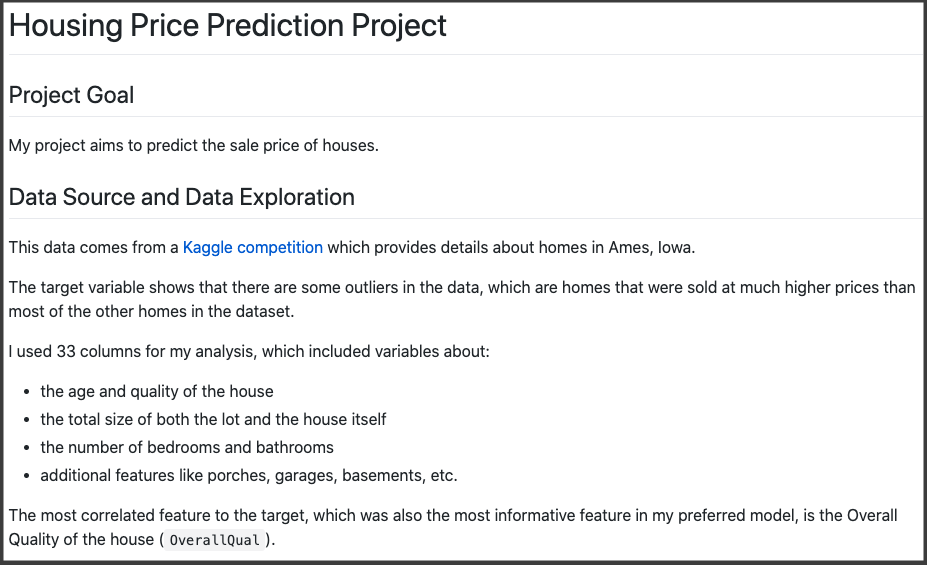 Housing Price Prediction Project
Project Goal
My project aims to predict the sale price of houses.
Data Source and Data Exploration
This data comes from a Kaggle competition which provides details about homes in Ames, Iowa.
The target variable shows that there are some outliers in the data, which are homes that were sold at much higher prices than
most of the other homes in the dataset.
I used 33 columns for my analysis, which included variables about:
• the age and quality of the house
• the total size of both the lot and the house itself
• the number of bedrooms and bathrooms
• additional features like porches, garages, basements, etc.
The most correlated feature to the target, which was also the most informative feature in my preferred model, is the Overall
Quality of the house ( OverallQual ).